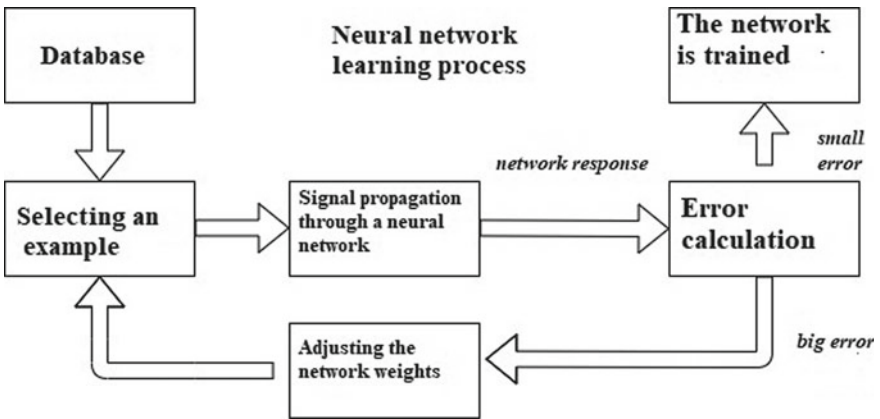 Database
Neural network
learning process
The network
is trained
small
error
network response
Selecting an
example
Signal propagation
through a neural
network
Error
calculation
Adjusting the
network weights
big error